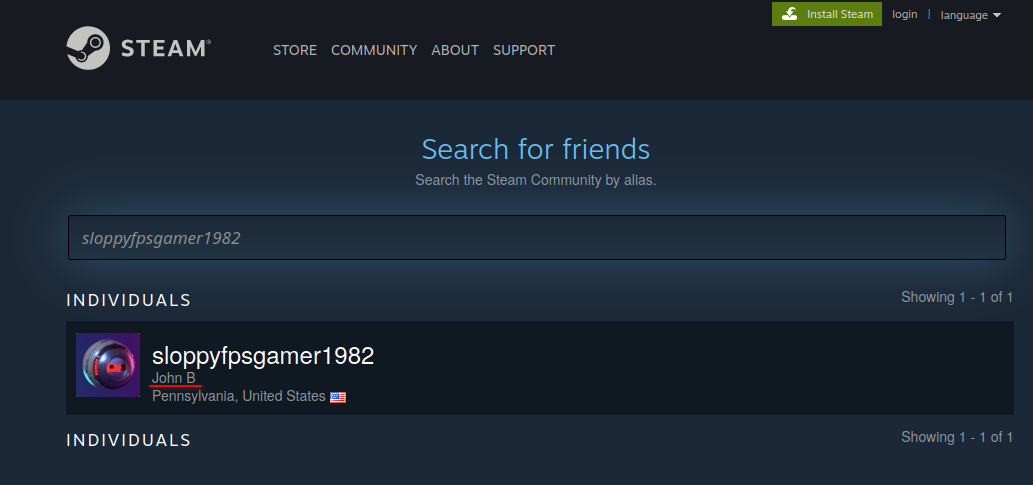 Install Steam login | language
STEAM® STORE COMMUNITY ABOUT SUPPORT
Search for friends
Search the Steam Community by alias.
sloppyfpsgamer1982
INDIVIDUALS Showing 1 - 1 of 1
sloppyfpsgamer1982
John B
Pennsylvania, United States
INDIVIDUALS Showing 1 - 1 of 1